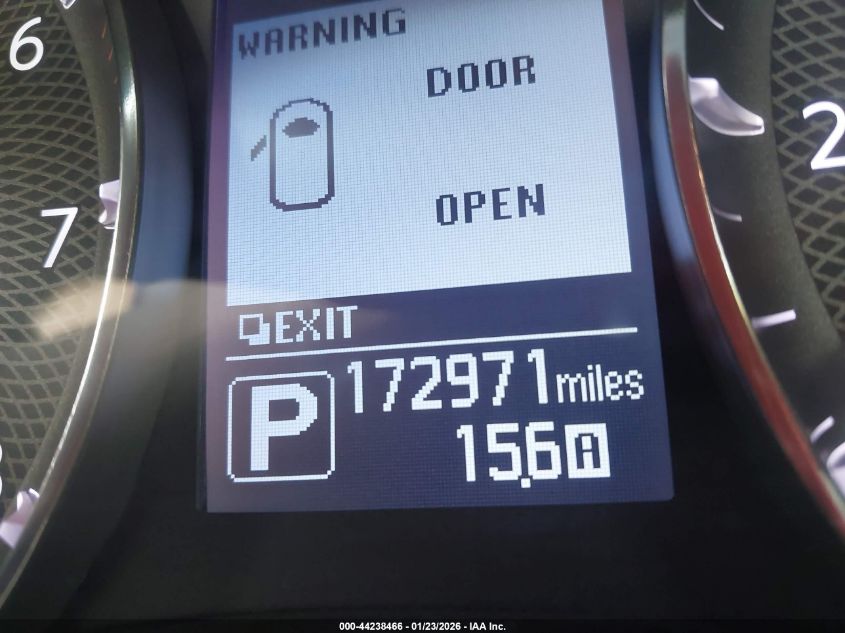 WARNING
DOOR
OPEN
EXIT
P
172971 miles
15.6 A
6
7
2
000-44238466 - 01/23/2026 - IAA Inc.